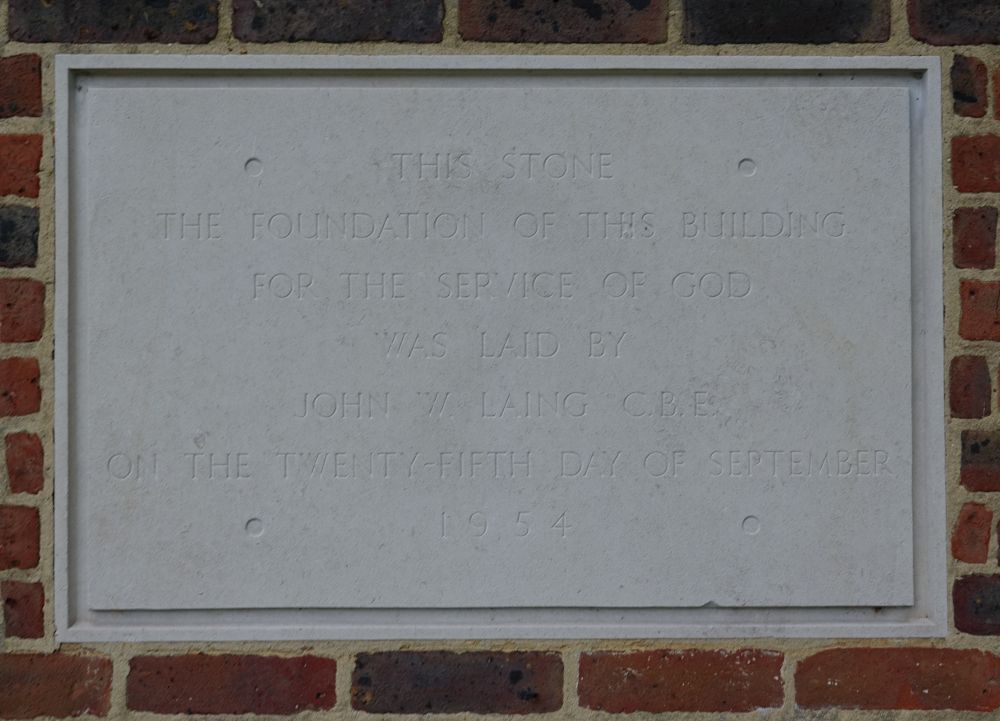 THIS STONE
THE FOUNDATION OF THIS BUILDING
FOR THE SERVICE OF GOD
WAS LAID BY
JOHN W. LAING C.B.E.
ON THE TWENTY-FIFTH DAY OF SEPTEMBER
1954